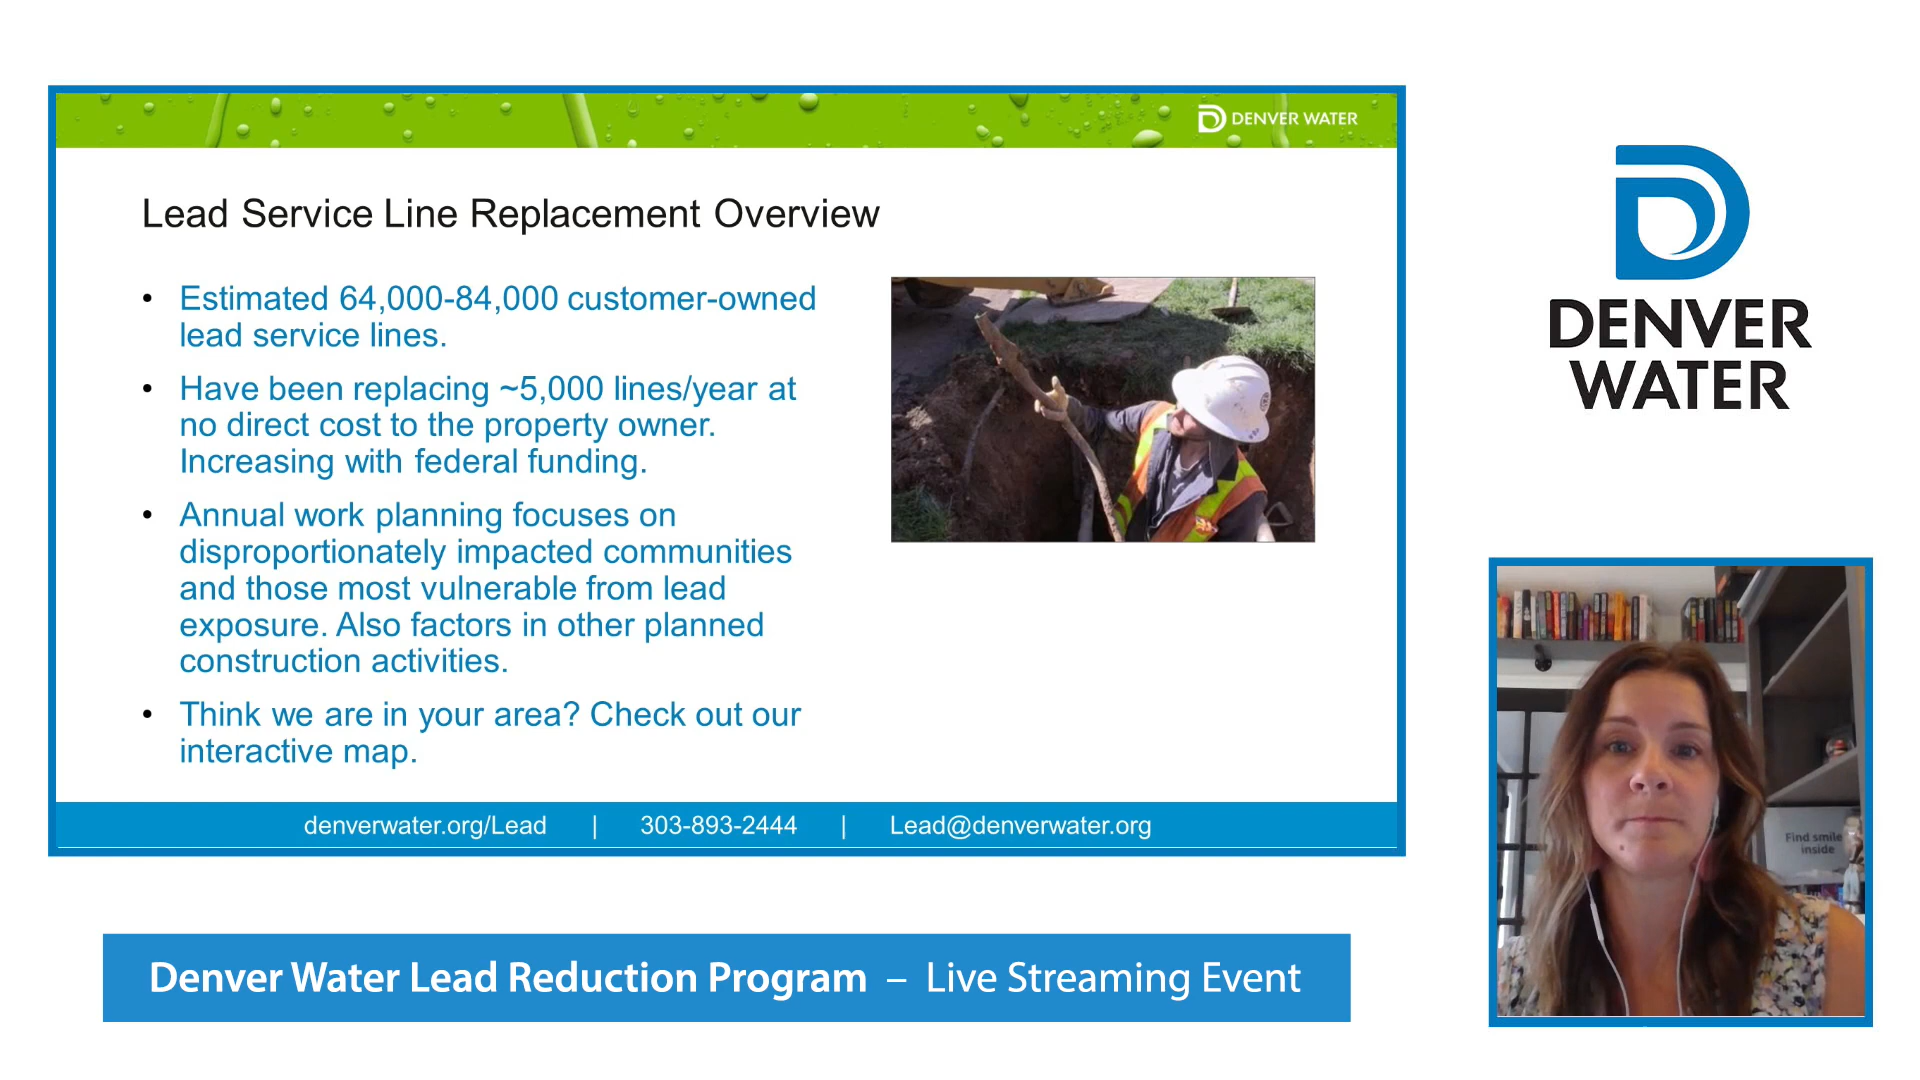 DENVER WATER
Lead Service Line Replacement Overview
• Estimated 64,000-84,000 customer-owned
lead service lines.
• Have been replacing ~5,000 lines/year at
no direct cost to the property owner.
Increasing with federal funding.
• Annual work planning focuses on
disproportionately impacted communities
and those most vulnerable from lead
exposure. Also factors in other planned
construction activities.
• Think we are in your area? Check out our
interactive map.
denverwater.org/Lead | 303-893-2444 | Lead@denverwater.org
Denver Water Lead Reduction Program – Live Streaming Event
DENVER
WATER
Find smile
inside